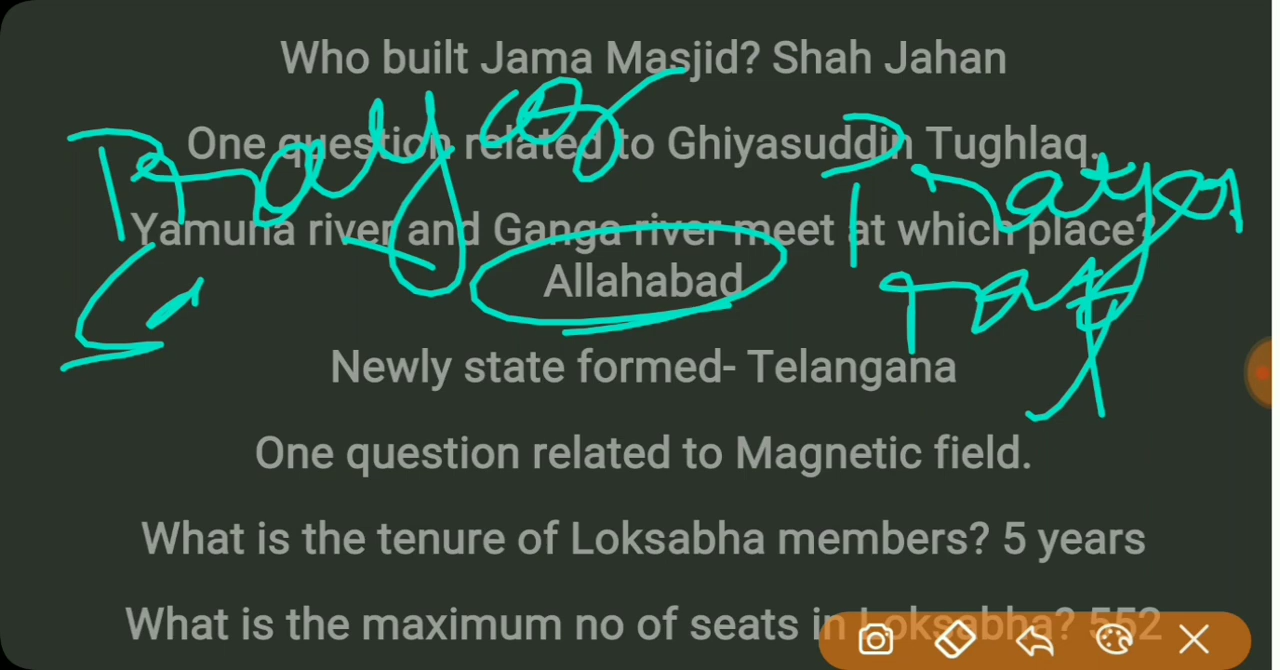 Who built Jama Masjid? Shah Jahan
One question related to Ghiyasuddin Tughlaq.
Yamuna river and Ganga river meet at which place?
Allahabad
Newly state formed- Telangana
One question related to Magnetic field.
What is the tenure of Loksabha members? 5 years
What is the maximum no of seats in Loksabha? 552